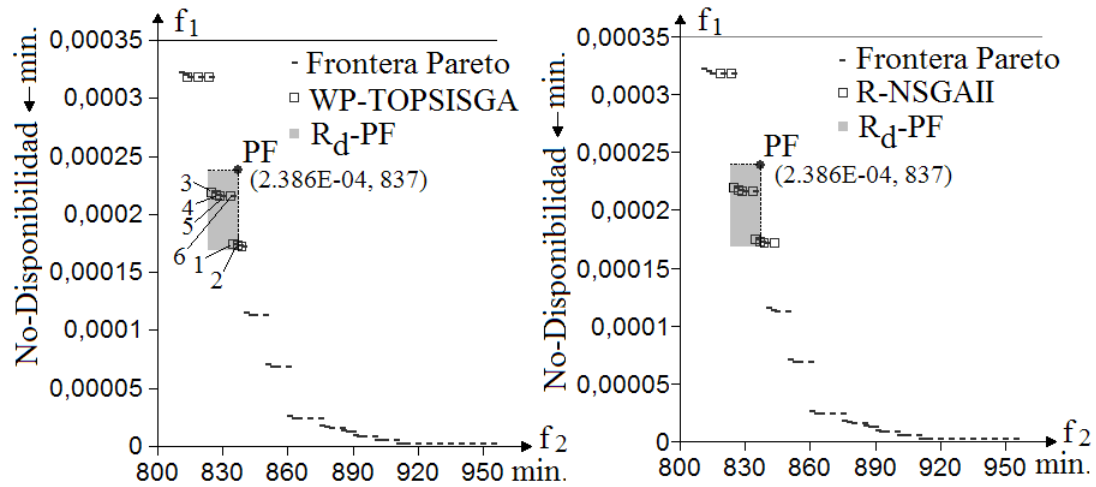 f1
0,00035
0,0003
0,00025
0,0002
0,00015
0,0001
0,00005
0
No-Disponibilidad ← min.
Frontera Pareto
WP-TOPSISGA
Rd-PF
PF
(2.386E-04, 837)
3
4
5
6
1
2
f2
800 830 860 890 920 950 min.
f1
0,00035
0,0003
0,00025
0,0002
0,00015
0,0001
0,00005
0
No-Disponibilidad ← min.
Frontera Pareto
R-NSGAII
Rd-PF
PF
(2.386E-04, 837)
f2
800 830 860 890 920 950 min.